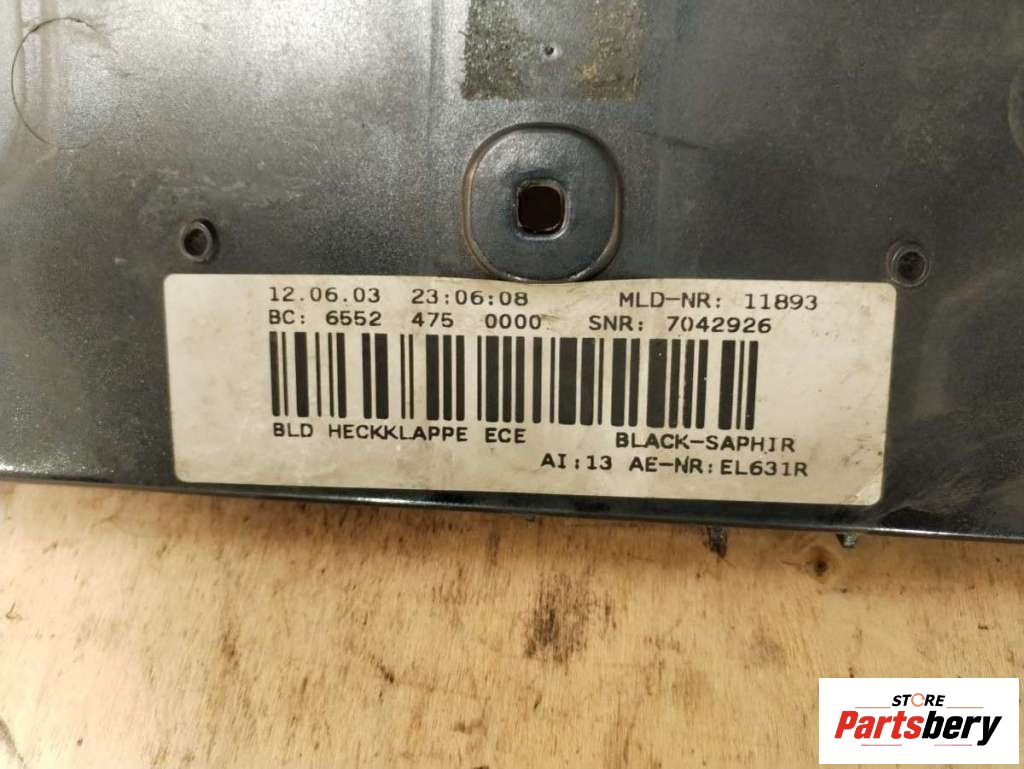 12.06.03 23:06:08 MLD-NR: 11893
BC: 6552 475 0000 SNR: 7042926
BLD HECKKLAPPE ECE BLACK-SAPHIR
AI:13 AE-NR:EL631R
STORE
Partsbery